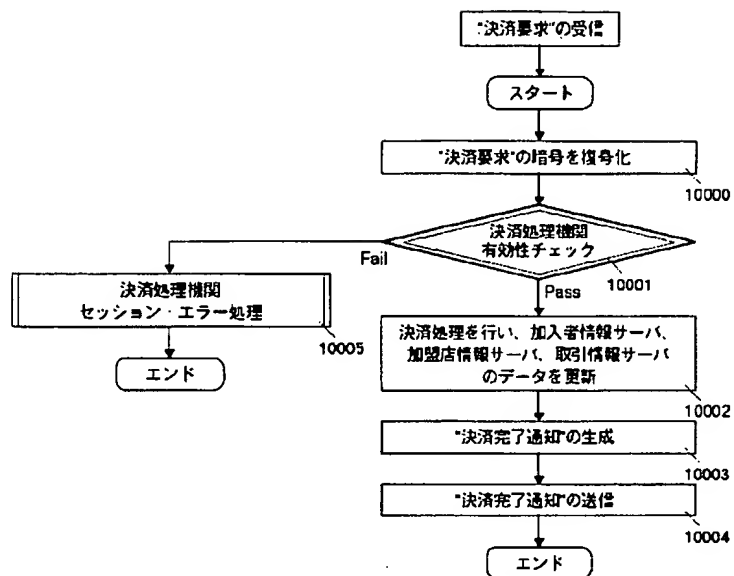 "決済要求"の受信
スタート
"決済要求"の暗号を復号化
10000
決済処理機関
有効性チェック
10001
Fail
Pass
決済処理機関
セッション・エラー処理
10005
エンド
決済処理を行い、加入者情報サーバ、
加盟店情報サーバ、取引情報サーバ
のデータを更新
10002
"決済完了通知"の生成
10003
"決済完了通知"の送信
10004
エンド